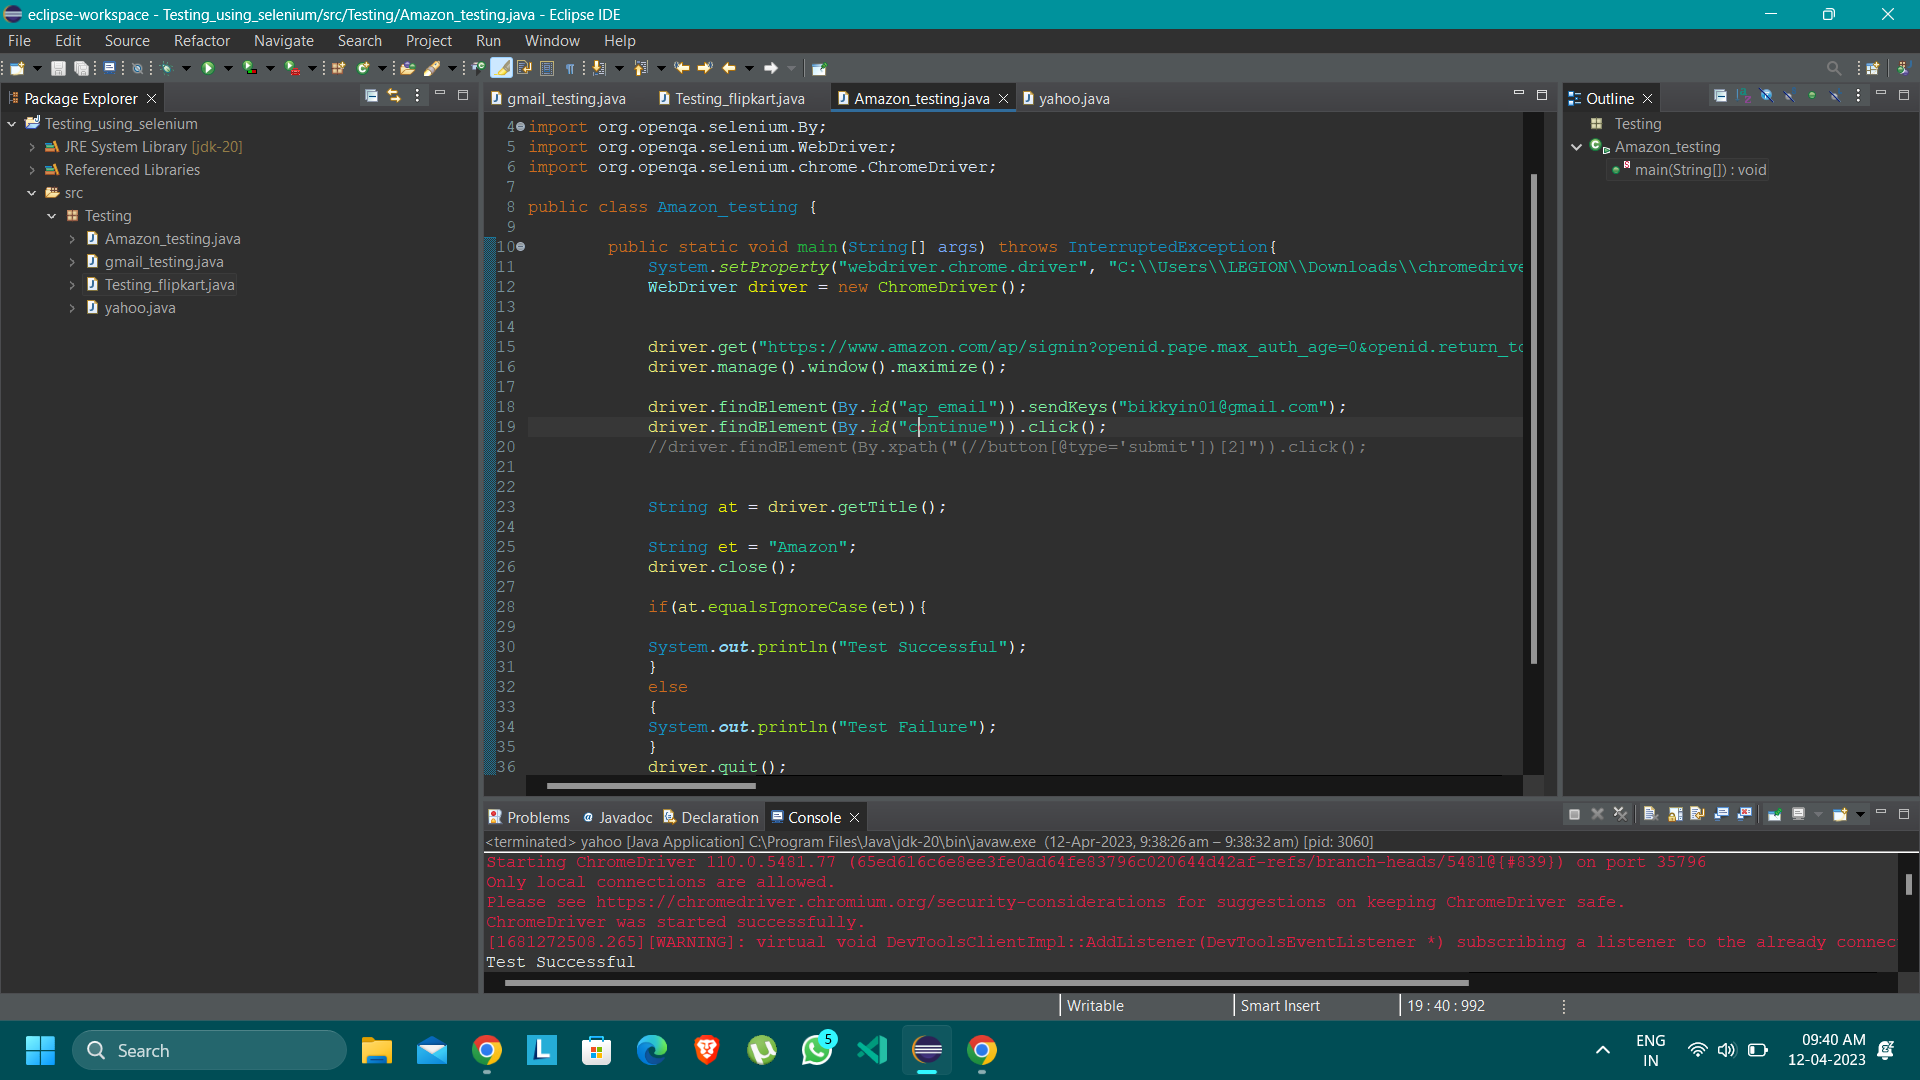 eclipse-workspace - Testing_using_selenium/src/Testing/Amazon_testing.java - Eclipse IDE
File Edit Source Refactor Navigate Search Project Run Window Help
Package Explorer
Testing_using_selenium
JRE System Library [jdk-20]
Referenced Libraries
src
Testing
Amazon_testing.java
gmail_testing.java
Testing_flipkart.java
yahoo.java
gmail_testing.java Testing_flipkart.java Amazon_testing.java yahoo.java
4 import org.openqa.selenium.By;
5 import org.openqa.selenium.WebDriver;
6 import org.openqa.selenium.chrome.ChromeDriver;
7
8 public class Amazon_testing {
9
10 public static void main(String[] args) throws InterruptedException{
11 System.setProperty("webdriver.chrome.driver", "C:\\Users\\LEGION\\Downloads\\chromedrive
12 WebDriver driver = new ChromeDriver();
13
14
15 driver.get("https://www.amazon.com/ap/signin?openid.pape.max_auth_age=0&openid.return_to
16 driver.manage().window().maximize();
17
18 driver.findElement(By.id("ap_email")).sendKeys("bikkyin01@gmail.com");
19 driver.findElement(By.id("continue")).click();
20 //driver.findElement(By.xpath("(//button[@type='submit'])[2]")).click();
21
22
23 String at = driver.getTitle();
24
25 String et = "Amazon";
26 driver.close();
27
28 if(at.equalsIgnoreCase(et)){
29
30 System.out.println("Test Successful");
31 }
32 else
33 {
34 System.out.println("Test Failure");
35 }
36 driver.quit();
Outline
Testing
Amazon_testing
main(String[]) : void
Problems Javadoc Declaration Console
<terminated> yahoo [Java Application] C:\Program Files\Java\jdk-20\bin\javaw.exe (12-Apr-2023, 9:38:26 am – 9:38:32 am) [pid: 3060]
Starting ChromeDriver 110.0.5481.77 (65ed616c6e8ee3fe0ad64fe83796c020644d42af-refs/branch-heads/5481@{#839}) on port 35796
Only local connections are allowed.
Please see https://chromedriver.chromium.org/security-considerations for suggestions on keeping ChromeDriver safe.
ChromeDriver was started successfully.
[1681272508.265][WARNING]: virtual void DevToolsClientImpl::AddListener(DevToolsEventListener *) subscribing a listener to the already connec
Test Successful
Writable Smart Insert 19 : 40 : 992
Search
5
ENG
IN
09:40 AM
12-04-2023